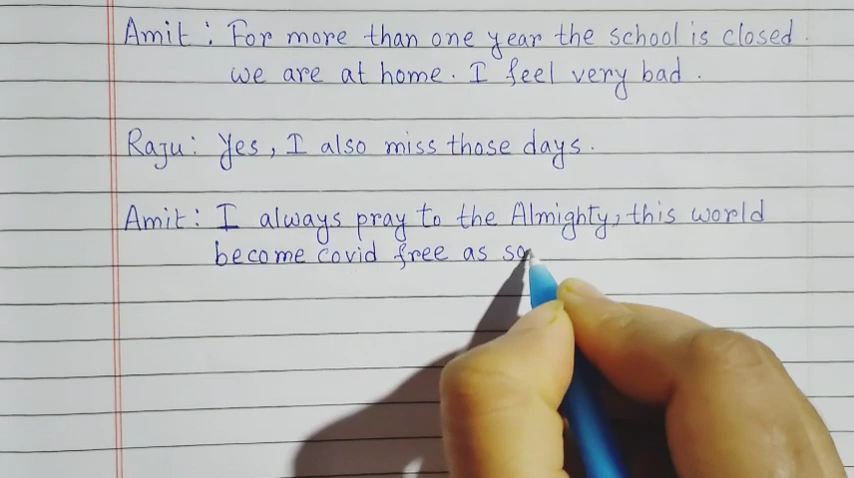 Amit: For more than one year the school is closed.
we are at home. I feel very bad.
Raju: Yes, I also miss those days.
Amit: I always pray to the Almighty, this world
become covid free as so